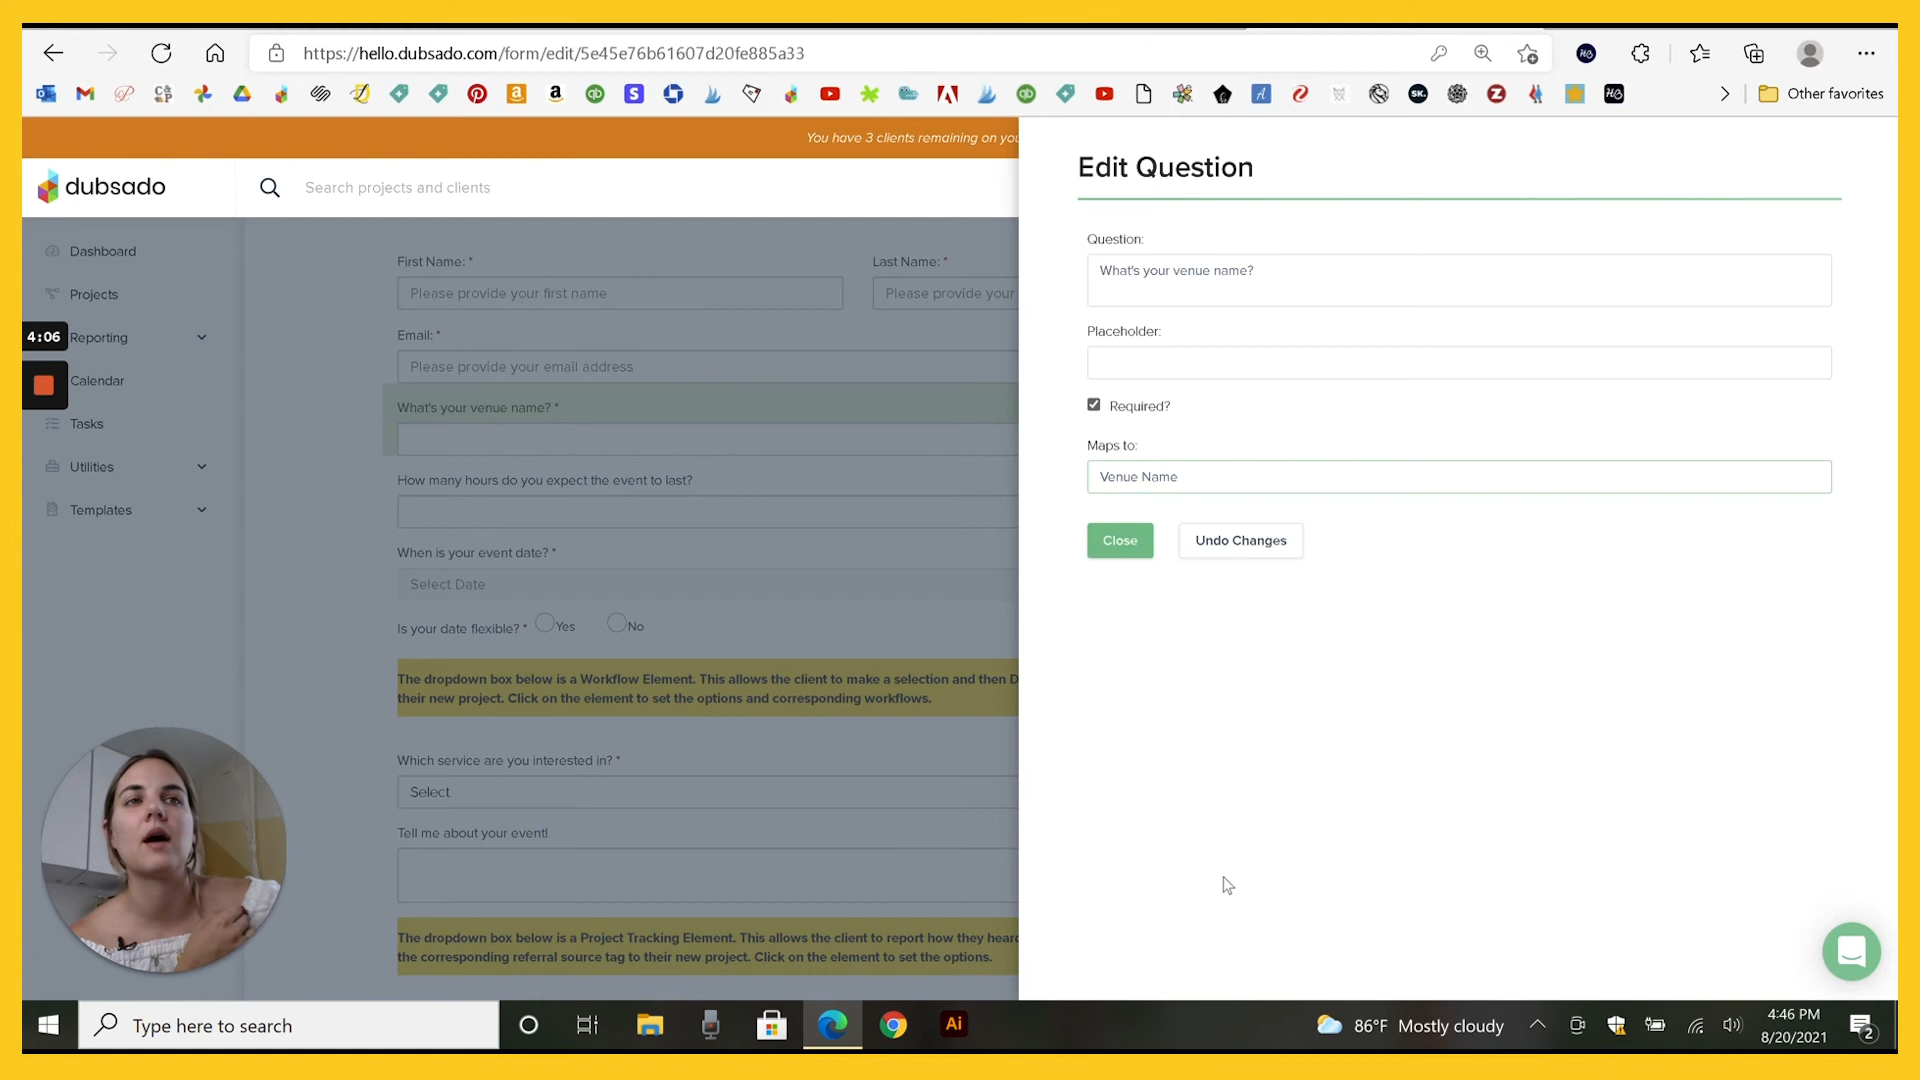 https://hello.dubsado.com/form/edit/5e45e76b61607d20fe885a33
Other favorites
You have 3 clients remaining on you
dubsado
Search projects and clients
Dashboard
Projects
Reporting
Calendar
Tasks
Utilities
Templates
4:06
First Name: *
Please provide your first name
Last Name: *
Please provide your
Email: *
Please provide your email address
What's your venue name? *
How many hours do you expect the event to last?
When is your event date? *
Select Date
Is your date flexible? *
Yes
No
The dropdown box below is a Workflow Element. This allows the client to make a selection and then D
their new project. Click on the element to set the options and corresponding workflows.
Which service are you interested in? *
Select
Tell me about your event!
The dropdown box below is a Project Tracking Element. This allows the client to report how they hear
the corresponding referral source tag to their new project. Click on the element to set the options.
Edit Question
Question:
What's your venue name?
Placeholder:
Required?
Maps to:
Venue Name
Close
Undo Changes
Type here to search
Ai
86°F Mostly cloudy
4:46 PM
8/20/2021
2